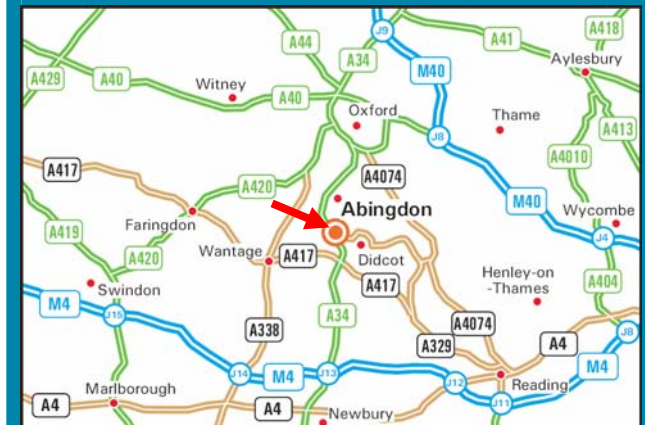 J9
A418
A44
A41
A34
Aylesbury
A429
A40
Witney
M40
A40
Oxford
Thame
J8
A413
A4010
A417
A4074
A420
M40
Abingdon
Wycombe
Faringdon
A419
J4
Wantage
A417
Didcot
A420
Henley-on
-Thames
A404
Swindon
A417
M4
A34
J15
A338
A4074
J8
A329
A4
M4
J14
M4
J13
J12
Reading
Marlborough
A4
A4
J11
Newbury